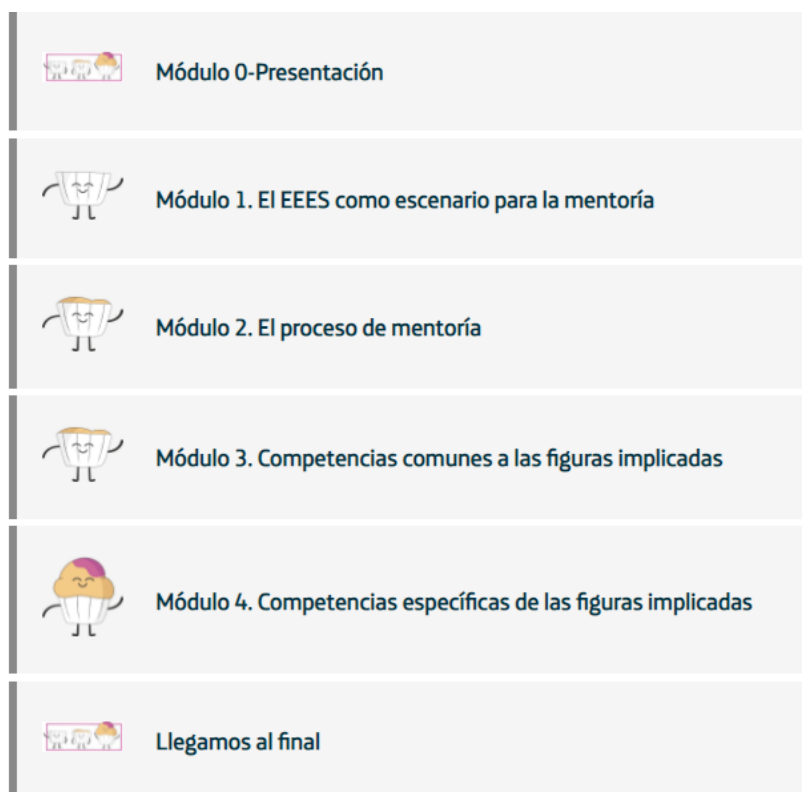 Módulo 0-Presentación
Módulo 1. El EEES como escenario para la mentoría
Módulo 2. El proceso de mentoría
Módulo 3. Competencias comunes a las figuras implicadas
Módulo 4. Competencias específicas de las figuras implicadas
Llegamos al final